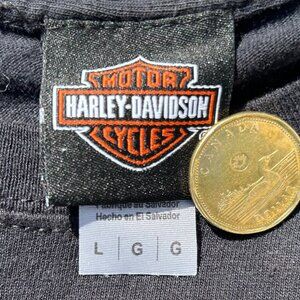 MOTOR
HARLEY-DAVIDSON
CYCLES
Fabriqué au Salvador
Hecho en El Salvador
L | G | G
CANADA
DOLLAR